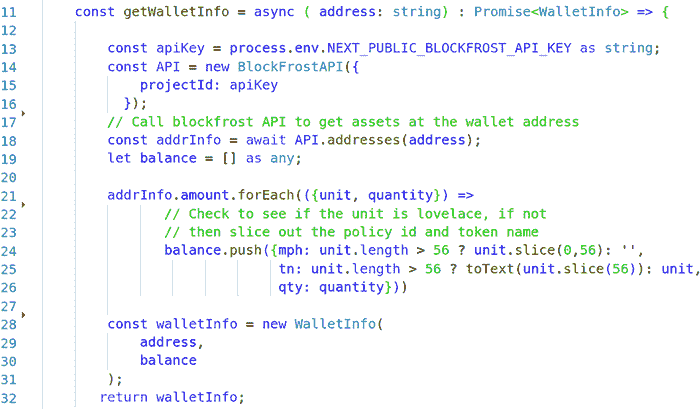 11 const getWalletInfo = async ( address: string) : Promise<WalletInfo> => {
12
13 const apiKey = process.env.NEXT_PUBLIC_BLOCKFROST_API_KEY as string;
14 const API = new BlockFrostAPI({
15 projectId: apiKey
16 });
17 // Call blockfrost API to get assets at the wallet address
18 const addrInfo = await API.addresses(address);
19 let balance = [] as any;
20
21 addrInfo.amount.forEach(({unit, quantity}) =>
22 // Check to see if the unit is lovelace, if not
23 // then slice out the policy id and token name
24 balance.push({mph: unit.length > 56 ? unit.slice(0,56): '',
25 tn: unit.length > 56 ? toText(unit.slice(56)): unit,
26 qty: quantity}))
27
28 const walletInfo = new WalletInfo(
29 address,
30 balance
31 );
32 return walletInfo;